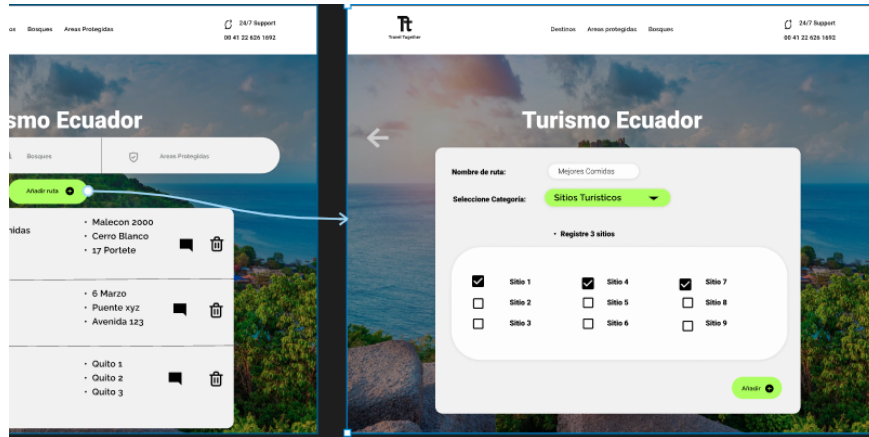 os Bosques Areas Protegidas
24/7 Support
00 41 22 626 1692
smo Ecuador
Bosques Areas Protegidas
Añadir ruta
nidas
Malecon 2000
Cerro Blanco
17 Portete
6 Marzo
Puente xyz
Avenida 123
Quito 1
Quito 2
Quito 3
Tt
Travel Together
Destinos Areas protegidas Bosques
24/7 Support
00 41 22 626 1692
Turismo Ecuador
Nombre de ruta: Mejores Comidas
Seleccione Categoría: Sitios Turisticos
• Registre 3 sitios
Sitio 1 Sitio 4 Sitio 7
Sitio 2 Sitio 5 Sitio 8
Sitio 3 Sitio 6 Sitio 9
Añadir